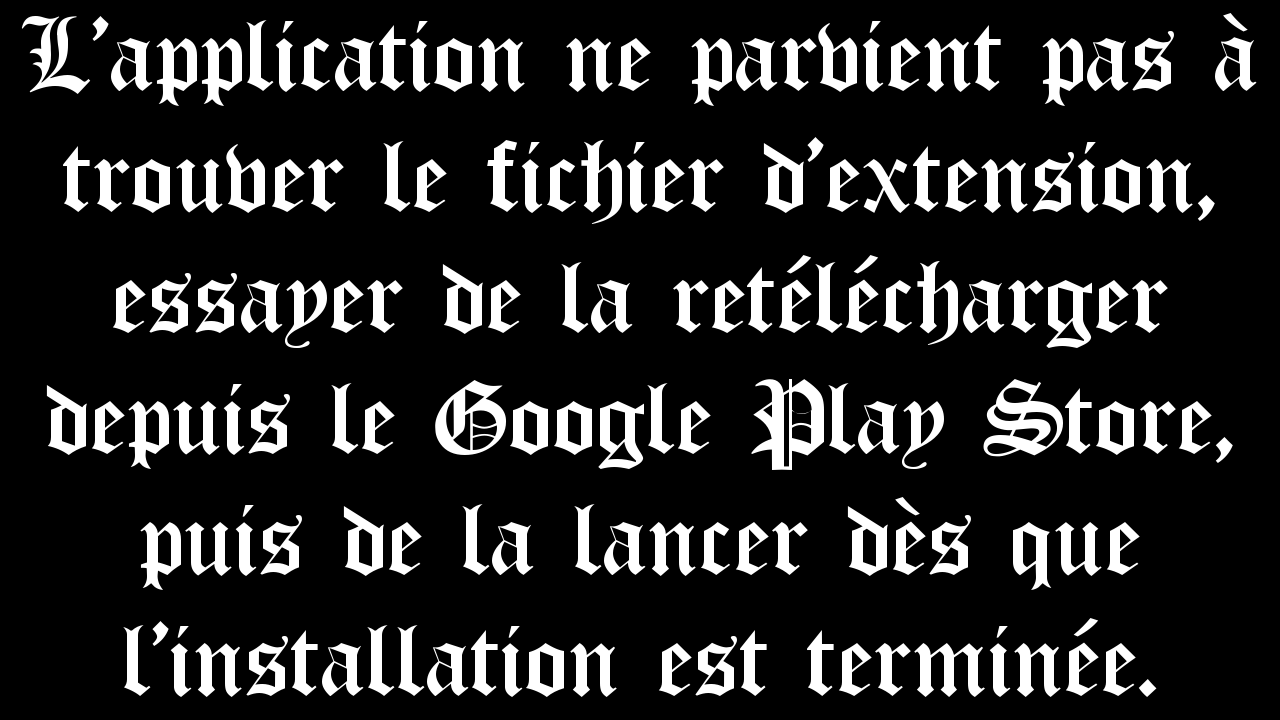 L'application ne parvient pas à
trouver le fichier d'extension,
essayer de la retélécharger
depuis le Google Play Store,
puis de la lancer dès que
l'installation est terminée.